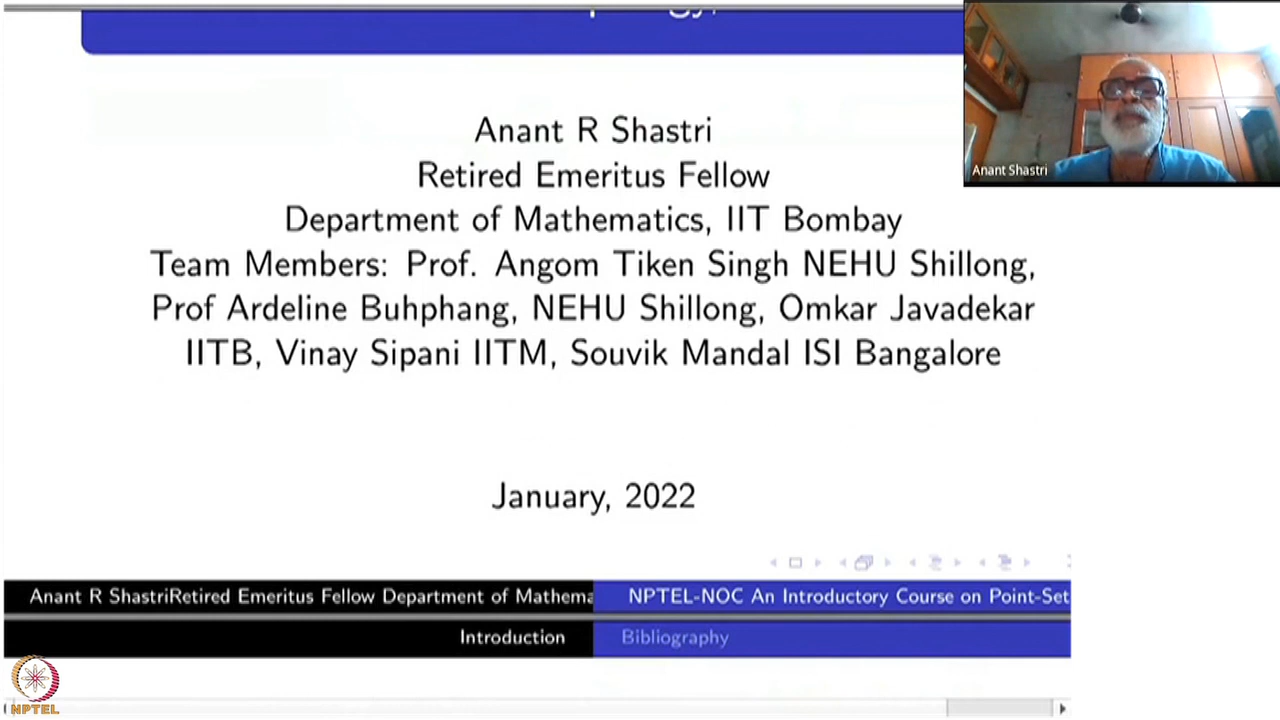 Anant R Shastri
Retired Emeritus Fellow
Department of Mathematics, IIT Bombay
Team Members: Prof. Angom Tiken Singh NEHU Shillong,
Prof Ardeline Buhphang, NEHU Shillong, Omkar Javadekar
IITB, Vinay Sipani IITM, Souvik Mandal ISI Bangalore
January, 2022
Anant R ShastriRetired Emeritus Fellow Department of Mathema
NPTEL-NOC An Introductory Course on Point-Set
Introduction
Bibliography
Anant Shastri
NPTEL